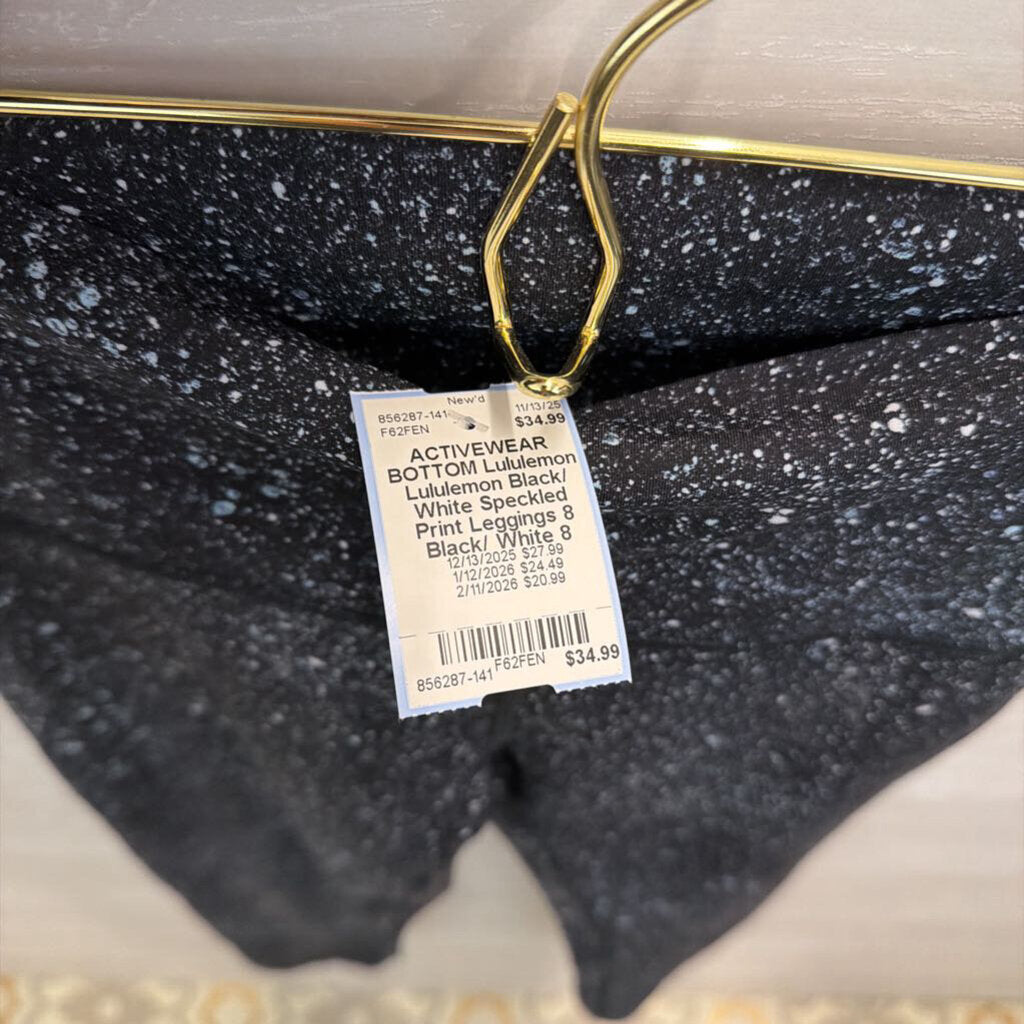 New'd
856287-141 11/13/25
F62FEN $34.99
ACTIVEWEAR
BOTTOM Lululemon
Lululemon Black/
White Speckled
Print Leggings 8
Black/ White 8
12/13/2025 $27.99
1/12/2026 $24.49
2/11/2026 $20.99
856287-141 F62FEN $34.99